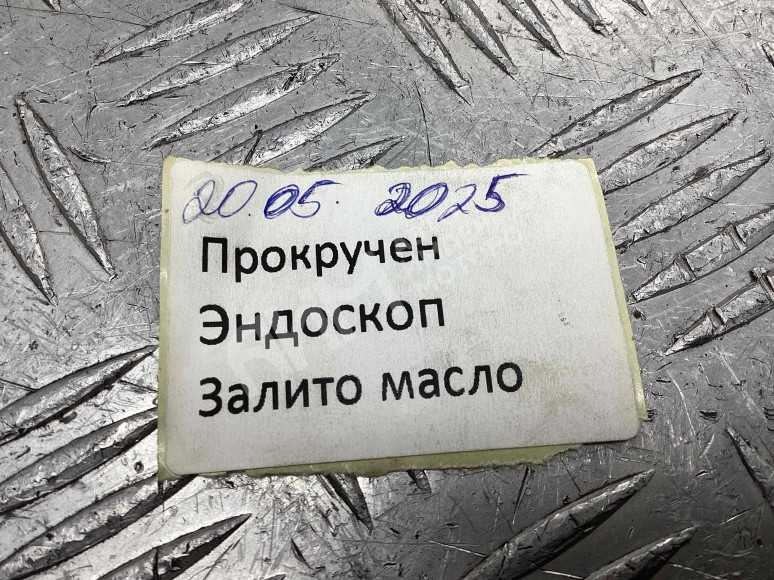 20.05.2025
Прокручен
Эндоскоп
Залито масло